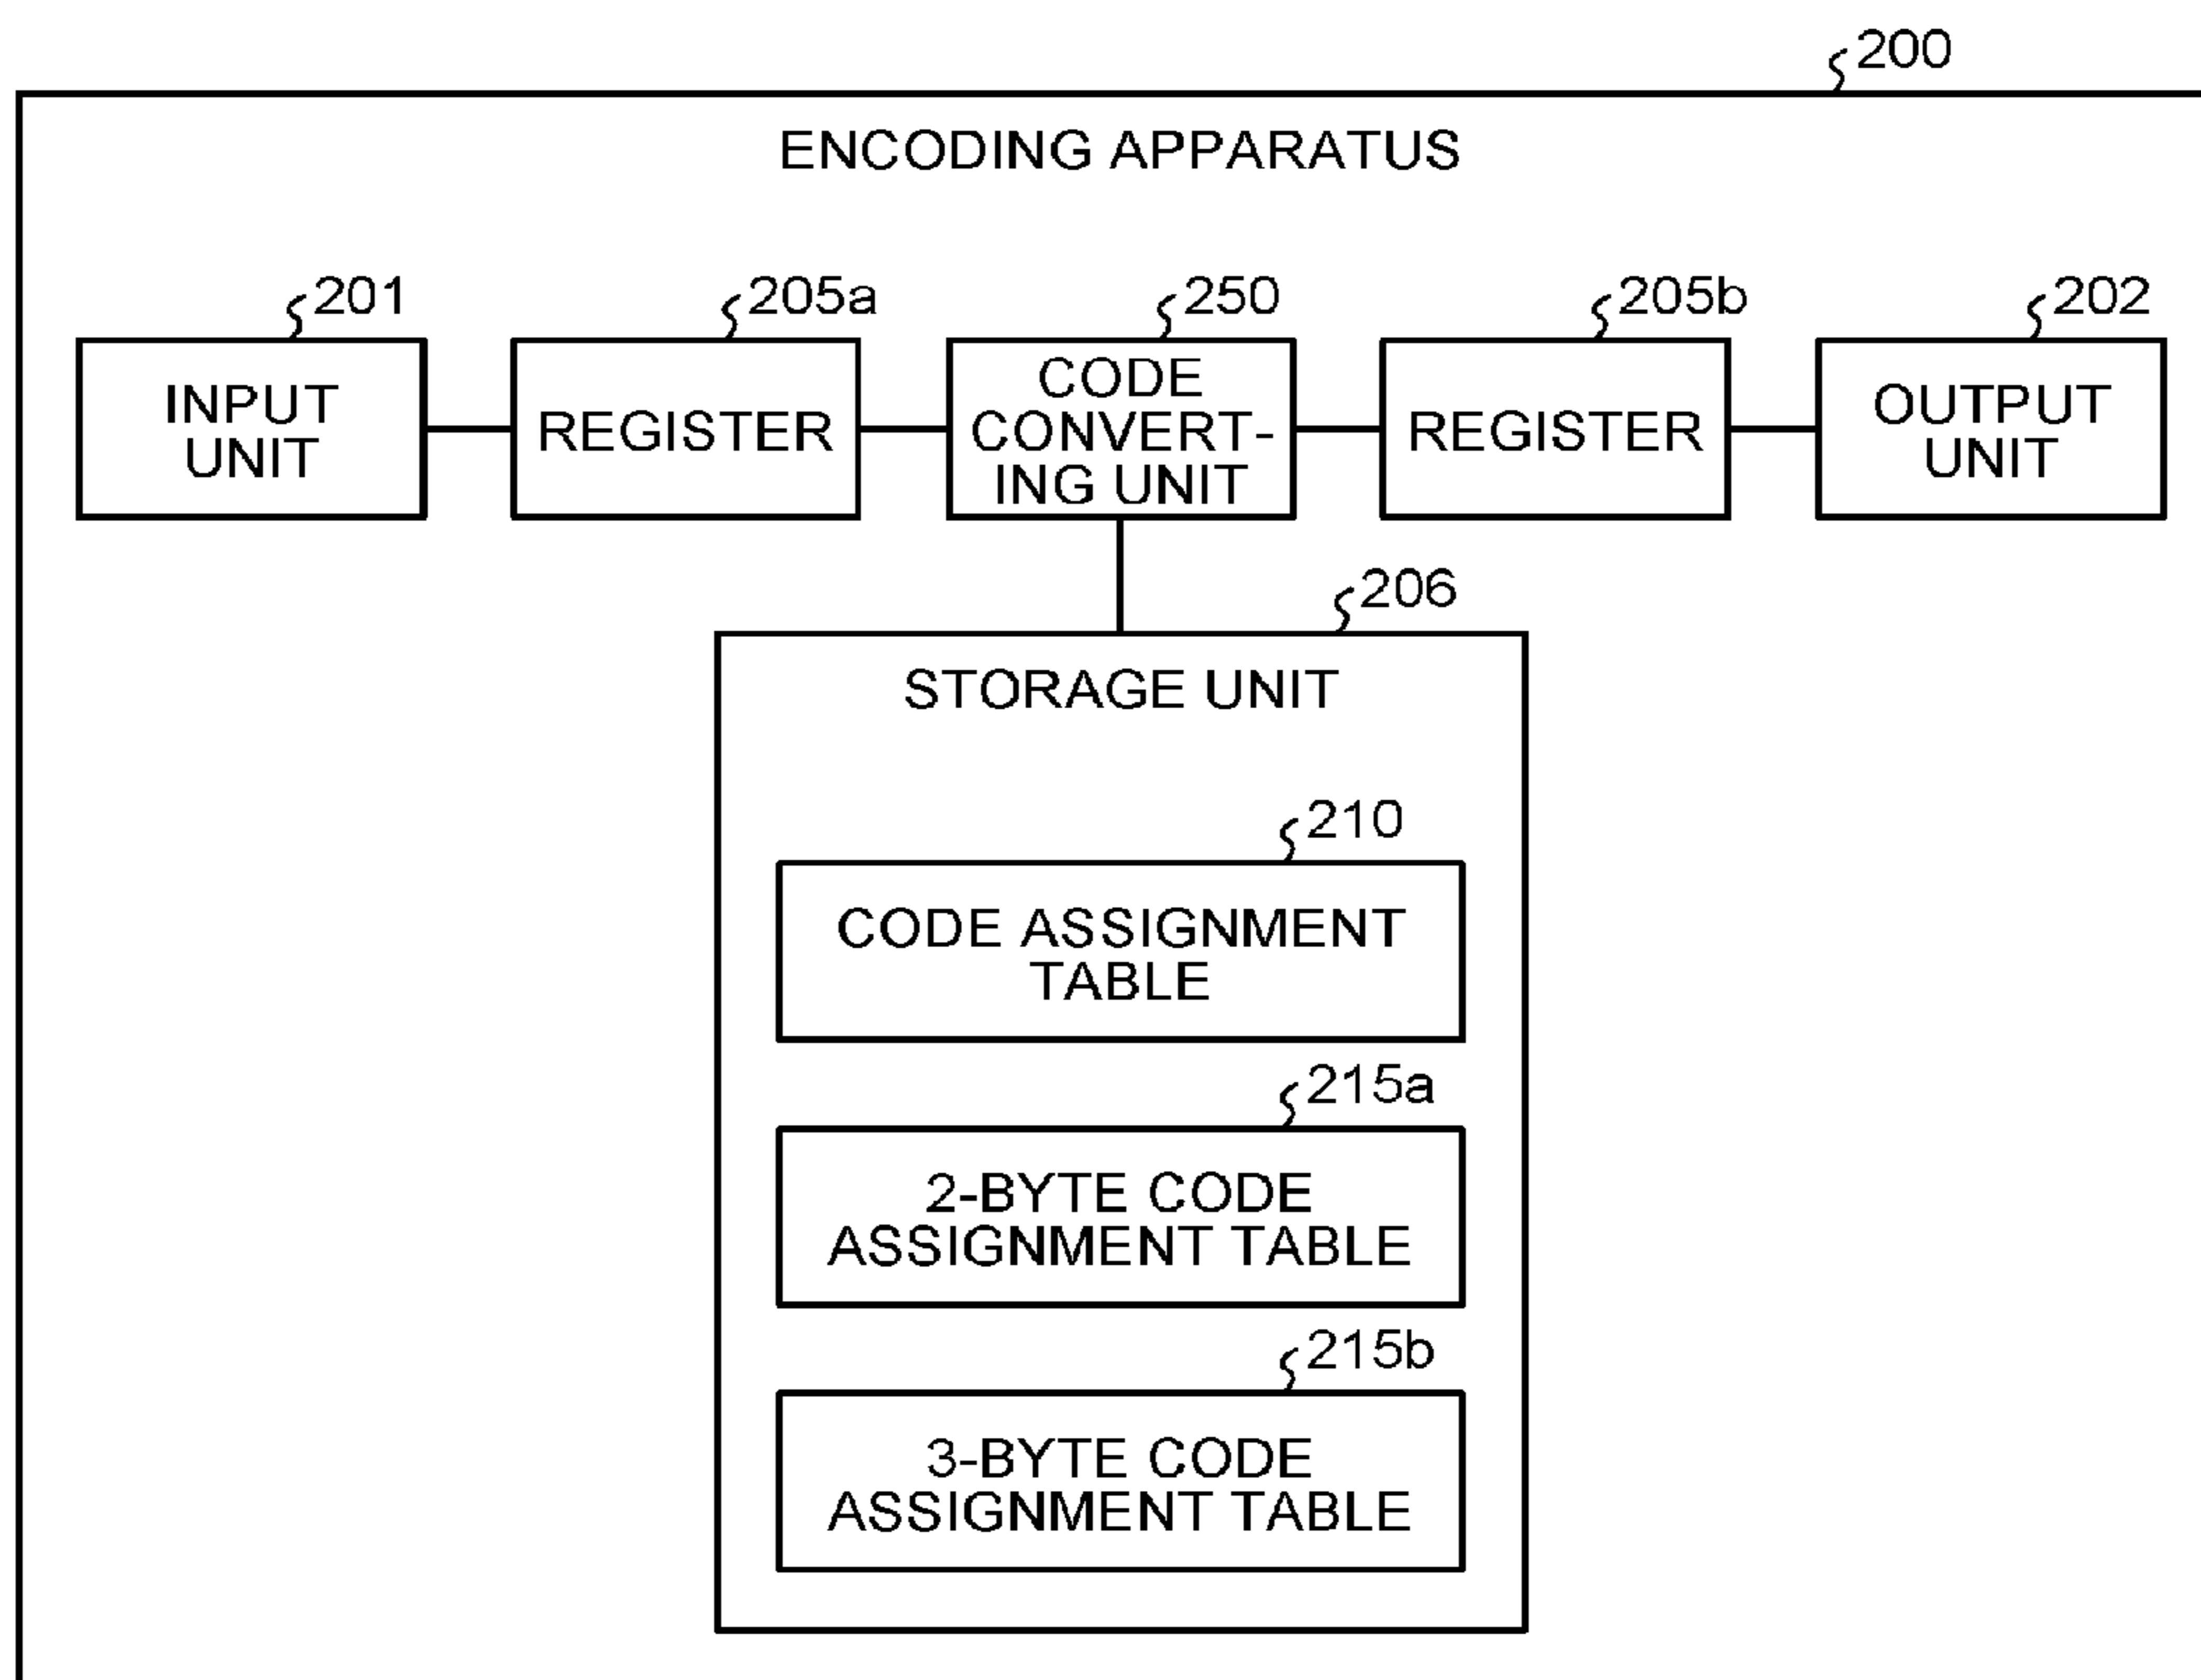 200
ENCODING APPARATUS
201
205a
250
205b
202
INPUT
UNIT
REGISTER
CODE
CONVERT-
ING UNIT
REGISTER
OUTPUT
UNIT
206
STORAGE UNIT
210
CODE ASSIGNMENT
TABLE
215a
2-BYTE CODE
ASSIGNMENT TABLE
215b
3-BYTE CODE
ASSIGNMENT TABLE